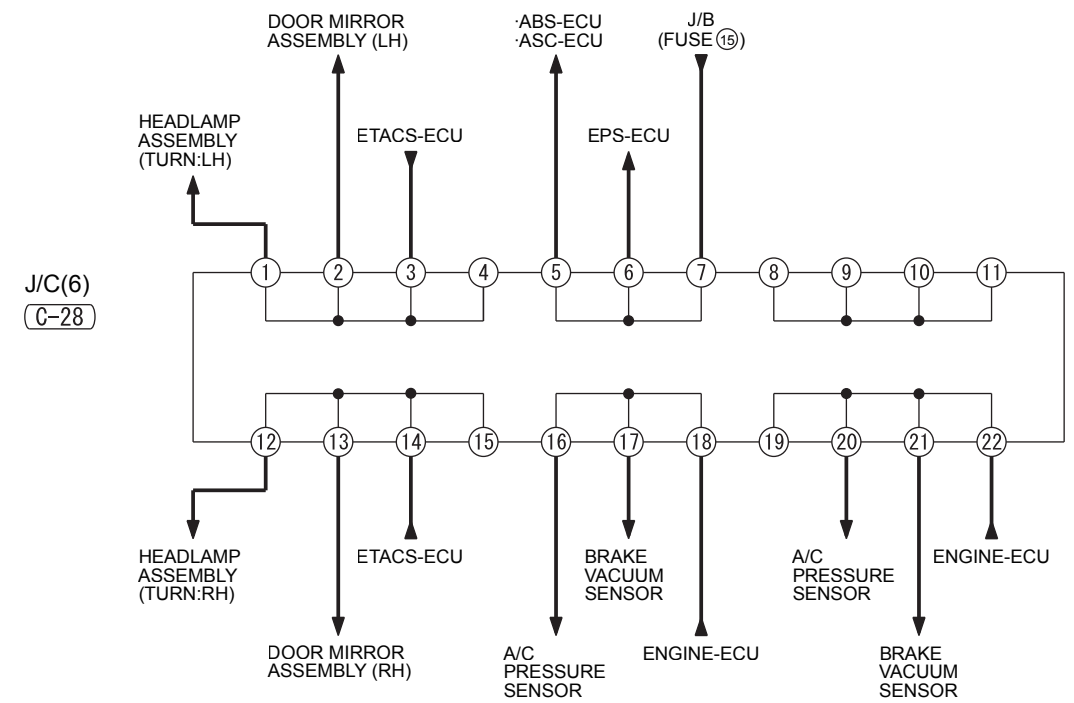 DOOR MIRROR
ASSEMBLY (LH)
·ABS-ECU
·ASC-ECU
J/B
(FUSE⑮)
HEADLAMP
ASSEMBLY
(TURN:LH)
ETACS-ECU
EPS-ECU
J/C(6)
C-28
1 2 3 4 5 6 7 8 9 10 11
12 13 14 15 16 17 18 19 20 21 22
HEADLAMP
ASSEMBLY
(TURN:RH)
ETACS-ECU
BRAKE
VACUUM
SENSOR
A/C
PRESSURE
SENSOR
ENGINE-ECU
DOOR MIRROR
ASSEMBLY (RH)
A/C
PRESSURE
SENSOR
ENGINE-ECU
BRAKE
VACUUM
SENSOR